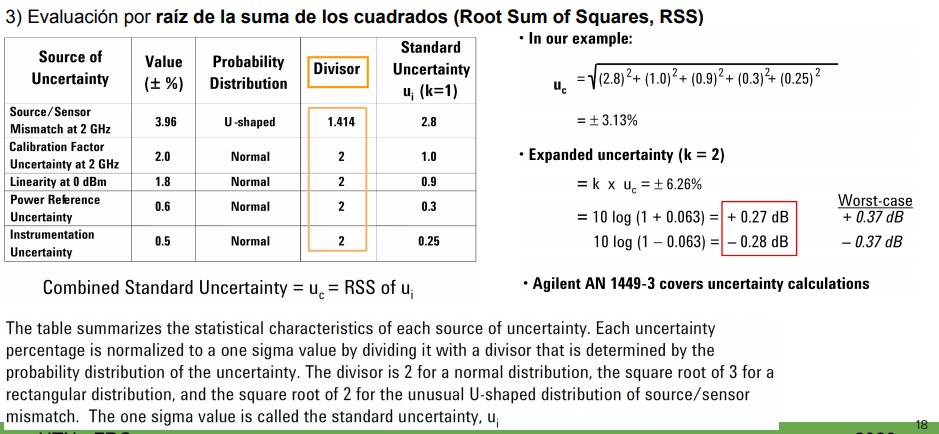 3) Evaluación por raíz de la suma de los cuadrados (Root Sum of Squares, RSS)
Source of Uncertainty Value (± %) Probability Distribution Divisor Standard Uncertainty uᵢ (k=1)
Source/Sensor Mismatch at 2 GHz 3.96 U-shaped 1.414 2.8
Calibration Factor Uncertainty at 2 GHz 2.0 Normal 2 1.0
Linearity at 0 dBm 1.8 Normal 2 0.9
Power Reference Uncertainty 0.6 Normal 2 0.3
Instrumentation Uncertainty 0.5 Normal 2 0.25
Combined Standard Uncertainty = u꜀ = RSS of uᵢ
• In our example:
u꜀ = √(2.8)² + (1.0)² + (0.9)² + (0.3)² + (0.25)²
= ± 3.13%
• Expanded uncertainty (k = 2)
= k x u꜀ = ± 6.26%
= 10 log (1 + 0.063) = + 0.27 dB
10 log (1 – 0.063) = – 0.28 dB
Worst-case
+ 0.37 dB
– 0.37 dB
• Agilent AN 1449-3 covers uncertainty calculations
The table summarizes the statistical characteristics of each source of uncertainty. Each uncertainty
percentage is normalized to a one sigma value by dividing it with a divisor that is determined by the
probability distribution of the uncertainty. The divisor is 2 for a normal distribution, the square root of 3 for a
rectangular distribution, and the square root of 2 for the unusual U-shaped distribution of source/sensor
mismatch. The one sigma value is called the standard uncertainty, uᵢ
18